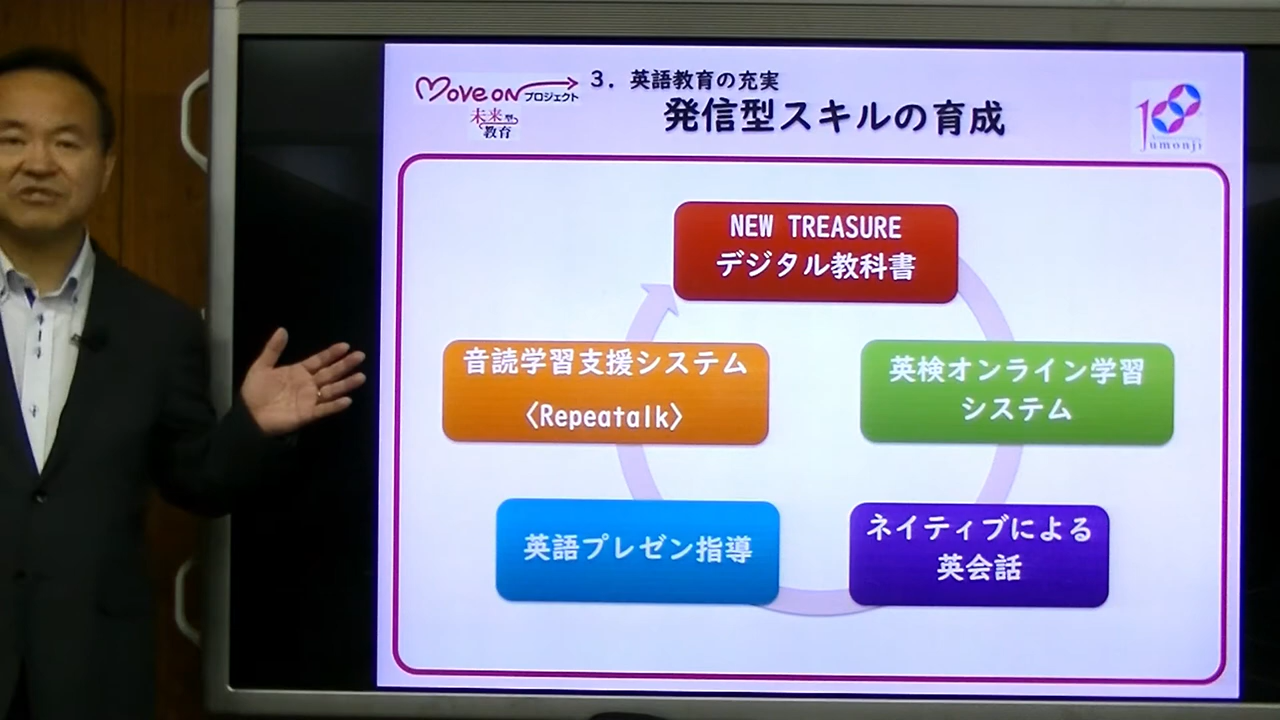 Move on プロジェクト
未来型
教育
3. 英語教育の充実
発信型スキルの育成
100
Jumonji
NEW TREASURE
デジタル教科書
音読学習支援システム
〈Repeatalk〉
英検オンライン学習
システム
英語プレゼン指導
ネイティブによる
英会話